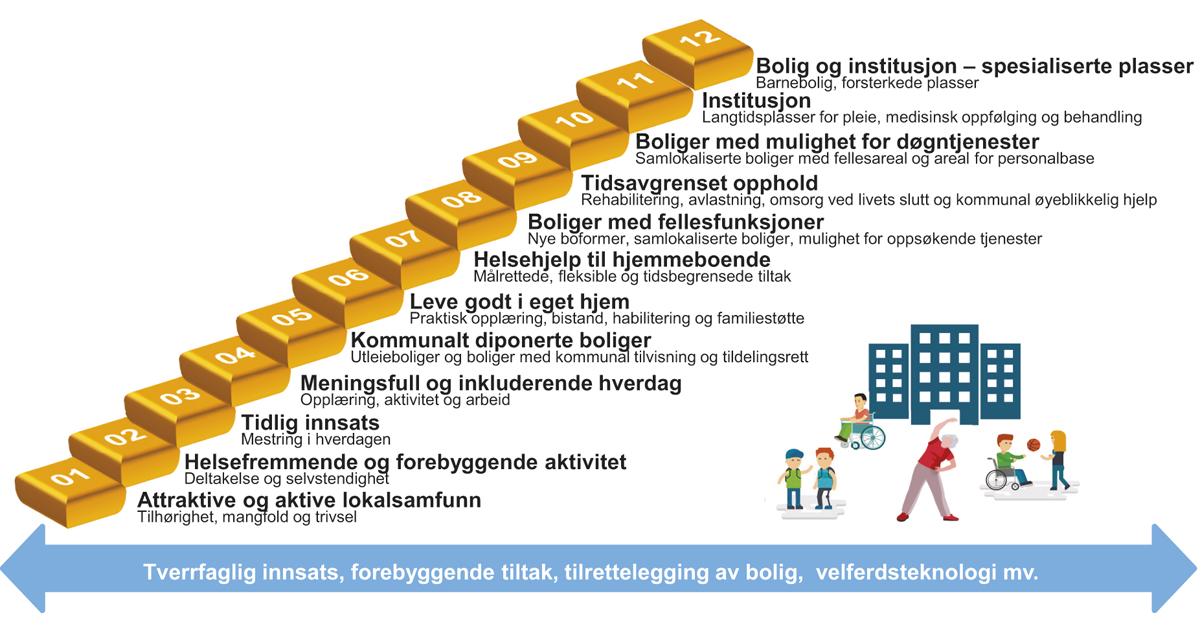 12
Bolig og institusjon – spesialiserte plasser
Barnebolig, forsterkede plasser
11
Institusjon
Langtidsplasser for pleie, medisinsk oppfølging og behandling
10
Boliger med mulighet for døgntjenester
Samlokaliserte boliger med fellesareal og areal for personalbase
09
Tidsavgrenset opphold
Rehabilitering, avlastning, omsorg ved livets slutt og kommunal øyeblikkelig hjelp
08
Boliger med fellesfunksjoner
Nye boformer, samlokaliserte boliger, mulighet for oppsøkende tjenester
07
Helsehjelp til hjemmeboende
Målrettede, fleksible og tidsbegrensede tiltak
06
Leve godt i eget hjem
Praktisk opplæring, bistand, habilitering og familiestøtte
05
Kommunalt diponerte boliger
Utleieboliger og boliger med kommunal tilvisning og tildelingsrett
04
Meningsfull og inkluderende hverdag
Opplæring, aktivitet og arbeid
03
Tidlig innsats
Mestring i hverdagen
02
Helsefremmende og forebyggende aktivitet
Deltakelse og selvstendighet
01
Attraktive og aktive lokalsamfunn
Tilhørighet, mangfold og trivsel
Tverrfaglig innsats, forebyggende tiltak, tilrettelegging av bolig, velferdsteknologi mv.